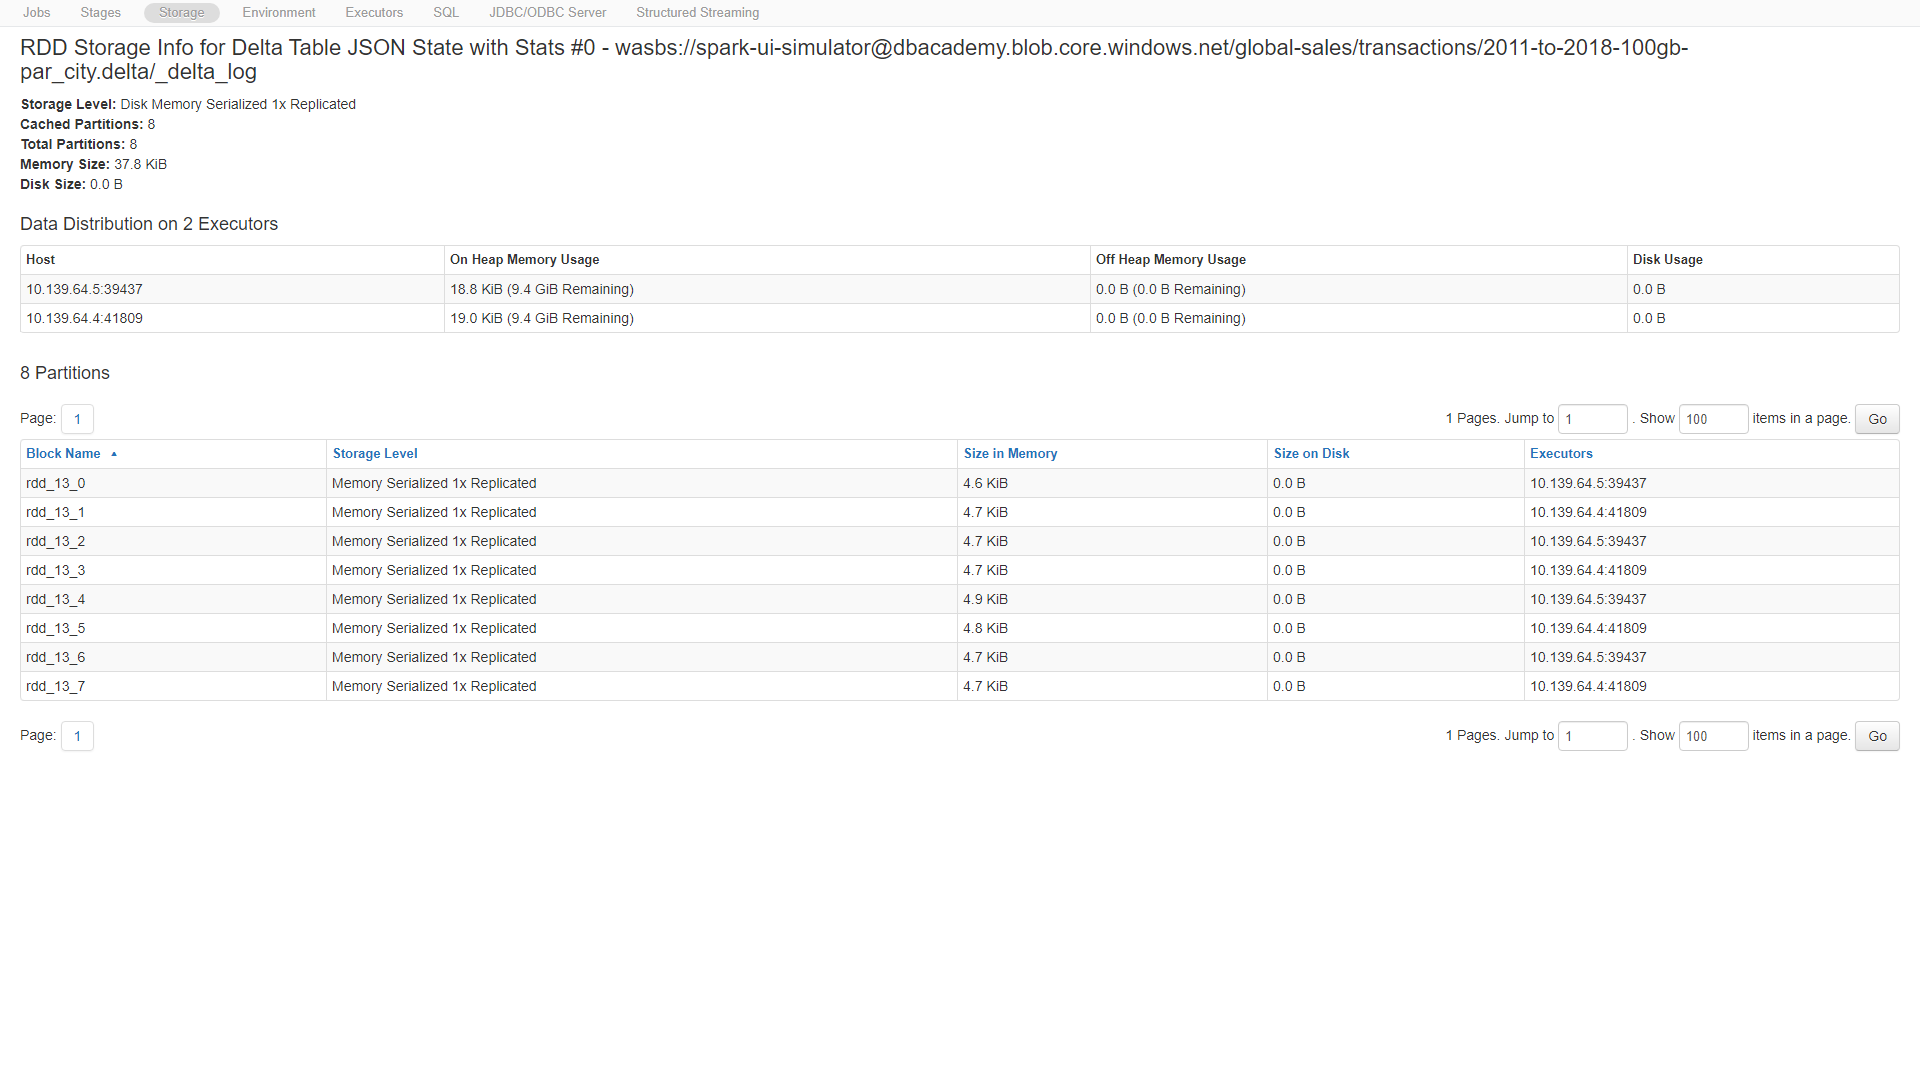 Jobs Stages Storage Environment Executors SQL JDBC/ODBC Server Structured Streaming
RDD Storage Info for Delta Table JSON State with Stats #0 - wasbs://spark-ui-simulator@dbacademy.blob.core.windows.net/global-sales/transactions/2011-to-2018-100gb-
par_city.delta/_delta_log
Storage Level: Disk Memory Serialized 1x Replicated
Cached Partitions: 8
Total Partitions: 8
Memory Size: 37.8 KiB
Disk Size: 0.0 B
Data Distribution on 2 Executors
Host On Heap Memory Usage Off Heap Memory Usage Disk Usage
10.139.64.5:39437 18.8 KiB (9.4 GiB Remaining) 0.0 B (0.0 B Remaining) 0.0 B
10.139.64.4:41809 19.0 KiB (9.4 GiB Remaining) 0.0 B (0.0 B Remaining) 0.0 B
8 Partitions
Page: 1 1 Pages. Jump to 1 . Show 100 items in a page. Go
Block Name ▲ Storage Level Size in Memory Size on Disk Executors
rdd_13_0 Memory Serialized 1x Replicated 4.6 KiB 0.0 B 10.139.64.5:39437
rdd_13_1 Memory Serialized 1x Replicated 4.7 KiB 0.0 B 10.139.64.4:41809
rdd_13_2 Memory Serialized 1x Replicated 4.7 KiB 0.0 B 10.139.64.5:39437
rdd_13_3 Memory Serialized 1x Replicated 4.7 KiB 0.0 B 10.139.64.4:41809
rdd_13_4 Memory Serialized 1x Replicated 4.9 KiB 0.0 B 10.139.64.5:39437
rdd_13_5 Memory Serialized 1x Replicated 4.8 KiB 0.0 B 10.139.64.4:41809
rdd_13_6 Memory Serialized 1x Replicated 4.7 KiB 0.0 B 10.139.64.5:39437
rdd_13_7 Memory Serialized 1x Replicated 4.7 KiB 0.0 B 10.139.64.4:41809
Page: 1 1 Pages. Jump to 1 . Show 100 items in a page. Go